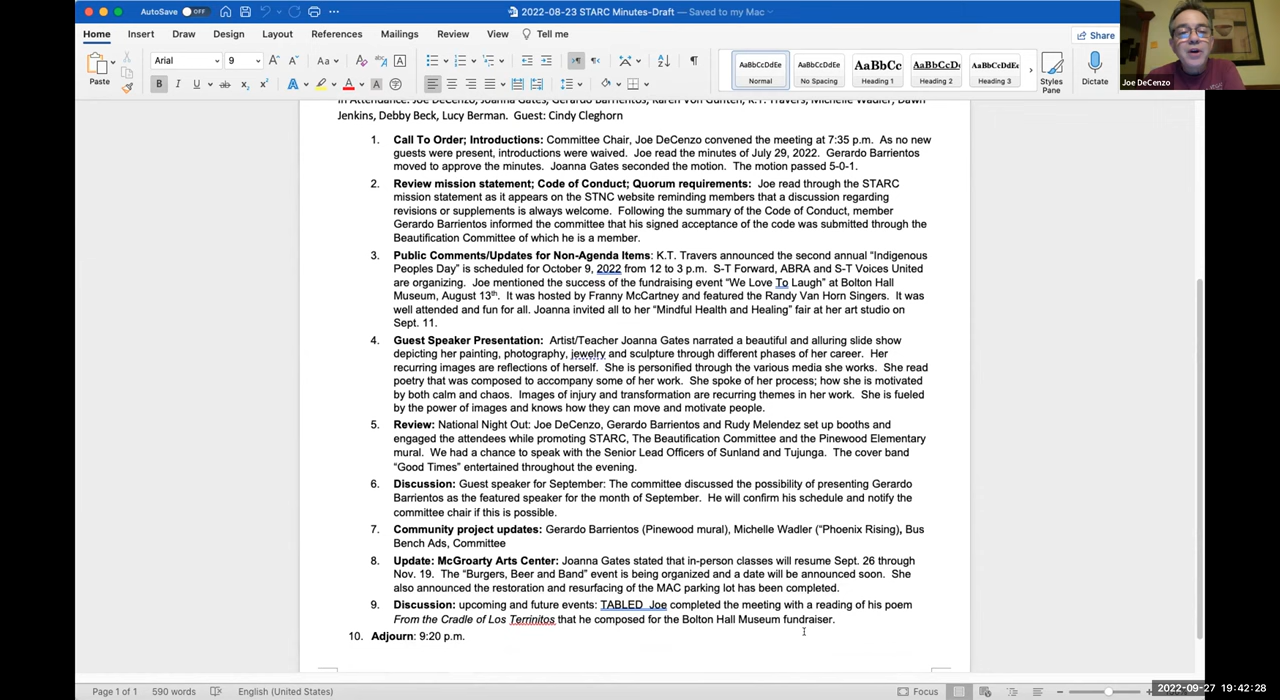 AutoSave OFF
2022-08-23 STARC Minutes-Draft — Saved to my Mac
Home Insert Draw Design Layout References Mailings Review View Tell me Share
Paste Arial 9 AaBbCcDdEe Normal AaBbCcDdEe No Spacing AaBbCc Heading 1 AaBbCcDc Heading 2 AaBbCcDdEe Heading 3 Styles Pane Dictate
Joe DeCenzo
In Attendance: Joe DeCenzo, Joanna Gates, Gerardo Barrientos, Karen Von Gunten, K.T. Travers, Michelle Wadler, Dawn
Jenkins, Debby Beck, Lucy Berman. Guest: Cindy Cleghorn
1. Call To Order; Introductions: Committee Chair, Joe DeCenzo convened the meeting at 7:35 p.m. As no new
guests were present, introductions were waived. Joe read the minutes of July 29, 2022. Gerardo Barrientos
moved to approve the minutes. Joanna Gates seconded the motion. The motion passed 5-0-1.
2. Review mission statement; Code of Conduct; Quorum requirements: Joe read through the STARC
mission statement as it appears on the STNC website reminding members that a discussion regarding
revisions or supplements is always welcome. Following the summary of the Code of Conduct, member
Gerardo Barrientos informed the committee that his signed acceptance of the code was submitted through the
Beautification Committee of which he is a member.
3. Public Comments/Updates for Non-Agenda Items: K.T. Travers announced the second annual “Indigenous
Peoples Day” is scheduled for October 9, 2022 from 12 to 3 p.m. S-T Forward, ABRA and S-T Voices United
are organizing. Joe mentioned the success of the fundraising event “We Love To Laugh” at Bolton Hall
Museum, August 13th. It was hosted by Franny McCartney and featured the Randy Van Horn Singers. It was
well attended and fun for all. Joanna invited all to her “Mindful Health and Healing” fair at her art studio on
Sept. 11.
4. Guest Speaker Presentation: Artist/Teacher Joanna Gates narrated a beautiful and alluring slide show
depicting her painting, photography, jewelry and sculpture through different phases of her career. Her
recurring images are reflections of herself. She is personified through the various media she works. She read
poetry that was composed to accompany some of her work. She spoke of her process; how she is motivated
by both calm and chaos. Images of injury and transformation are recurring themes in her work. She is fueled
by the power of images and knows how they can move and motivate people.
5. Review: National Night Out: Joe DeCenzo, Gerardo Barrientos and Rudy Melendez set up booths and
engaged the attendees while promoting STARC, The Beautification Committee and the Pinewood Elementary
mural. We had a chance to speak with the Senior Lead Officers of Sunland and Tujunga. The cover band
“Good Times” entertained throughout the evening.
6. Discussion: Guest speaker for September: The committee discussed the possibility of presenting Gerardo
Barrientos as the featured speaker for the month of September. He will confirm his schedule and notify the
committee chair if this is possible.
7. Community project updates: Gerardo Barrientos (Pinewood mural), Michelle Wadler (“Phoenix Rising), Bus
Bench Ads, Committee
8. Update: McGroarty Arts Center: Joanna Gates stated that in-person classes will resume Sept. 26 through
Nov. 19. The “Burgers, Beer and Band” event is being organized and a date will be announced soon. She
also announced the restoration and resurfacing of the MAC parking lot has been completed.
9. Discussion: upcoming and future events: TABLED Joe completed the meeting with a reading of his poem
From the Cradle of Los Terrinitos that he composed for the Bolton Hall Museum fundraiser.
10. Adjourn: 9:20 p.m.
Page 1 of 1 590 words English (United States) Focus
2022-09-27 19:42:28